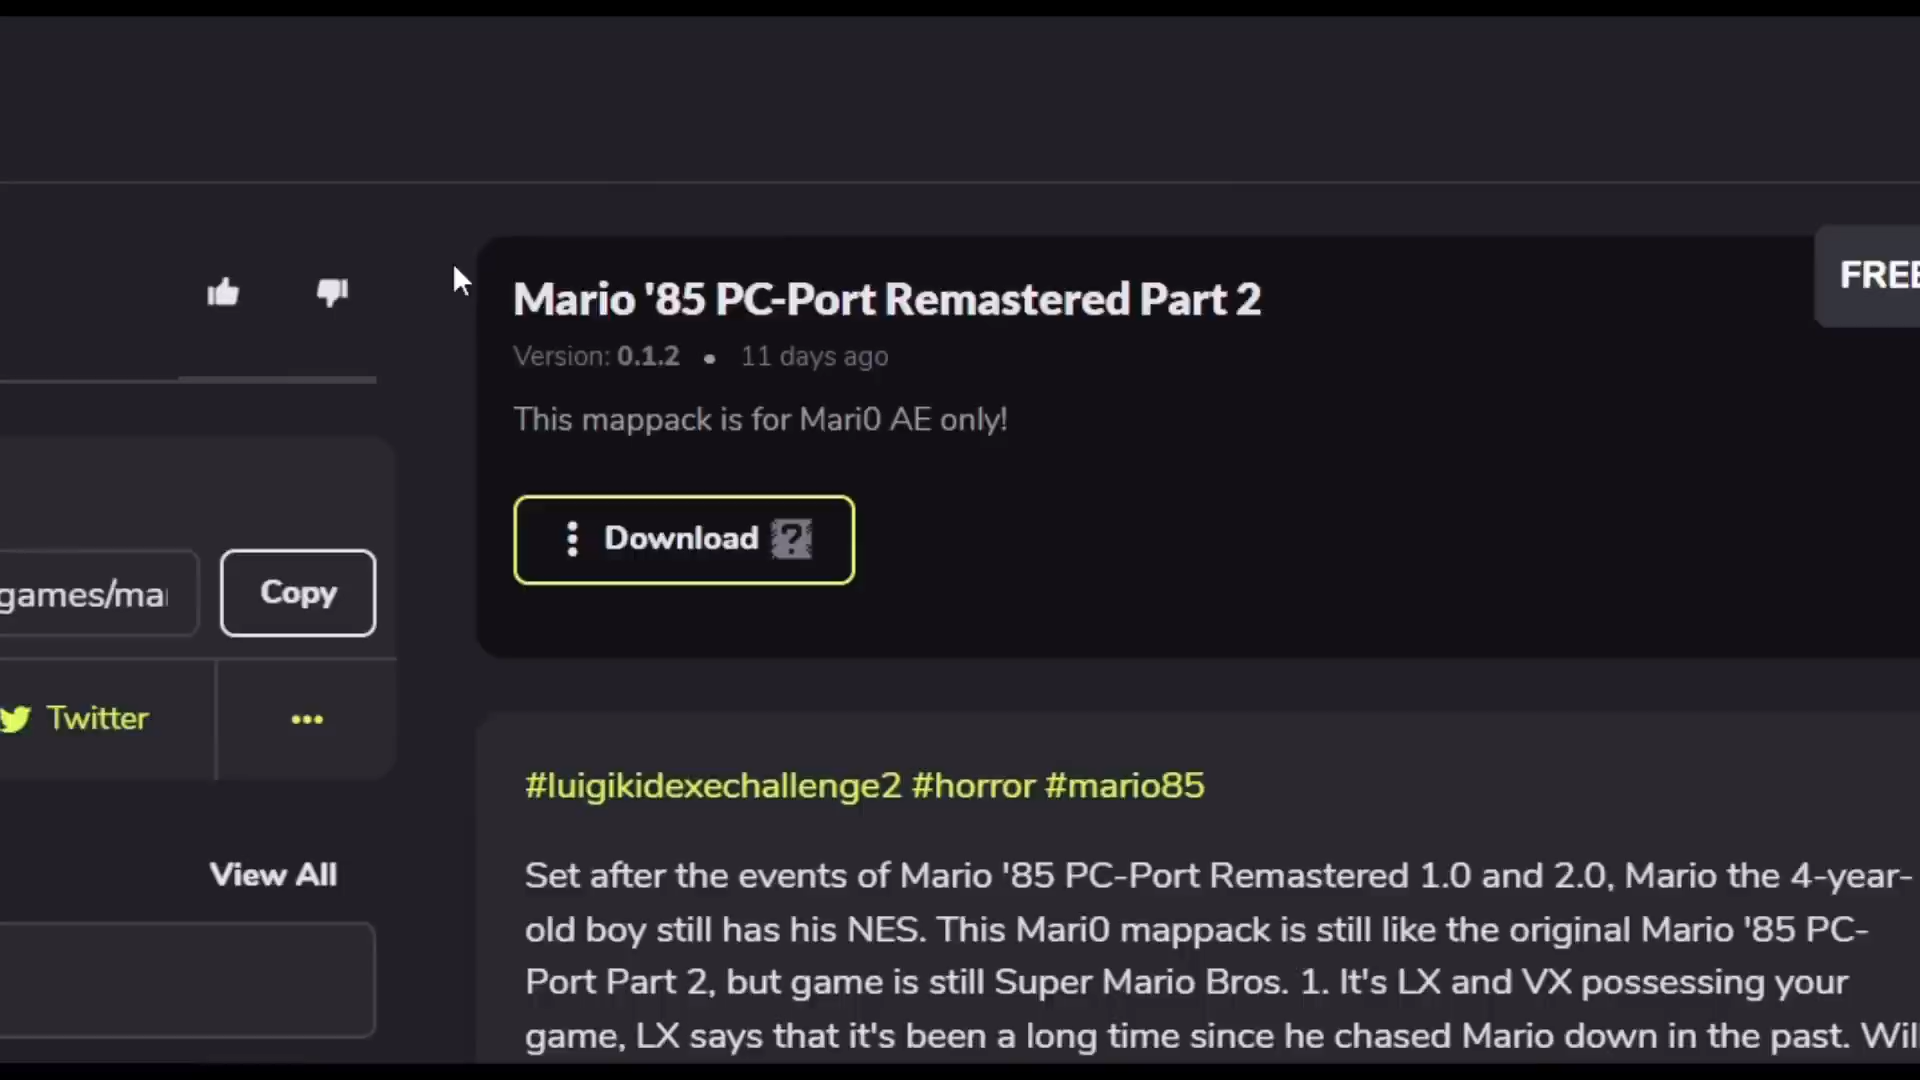 Mario '85 PC-Port Remastered Part 2
FREE
Version: 0.1.2 • 11 days ago
This mappack is for Mari0 AE only!
Download
games/ma
Copy
Twitter
View All
#luigikidexechallenge2 #horror #mario85
Set after the events of Mario '85 PC-Port Remastered 1.0 and 2.0, Mario the 4-year-
old boy still has his NES. This Mari0 mappack is still like the original Mario '85 PC-
Port Part 2, but game is still Super Mario Bros. 1. It's LX and VX possessing your
game, LX says that it's been a long time since he chased Mario down in the past. Will